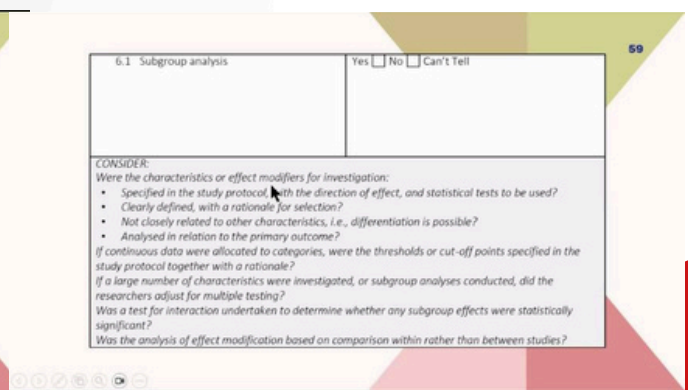 59
6.1 Subgroup analysis
Yes No Can't Tell
CONSIDER:
Were the characteristics or effect modifiers for investigation:
• Specified in the study protocol, with the direction of effect, and statistical tests to be used?
• Clearly defined, with a rationale for selection?
• Not closely related to other characteristics, i.e., differentiation is possible?
• Analysed in relation to the primary outcome?
If continuous data were allocated to categories, were the thresholds or cut-off points specified in the
study protocol together with a rationale?
If a large number of characteristics were investigated, or subgroup analyses conducted, did the
researchers adjust for multiple testing?
Was a test for interaction undertaken to determine whether any subgroup effects were statistically
significant?
Was the analysis of effect modification based on comparison within rather than between studies?